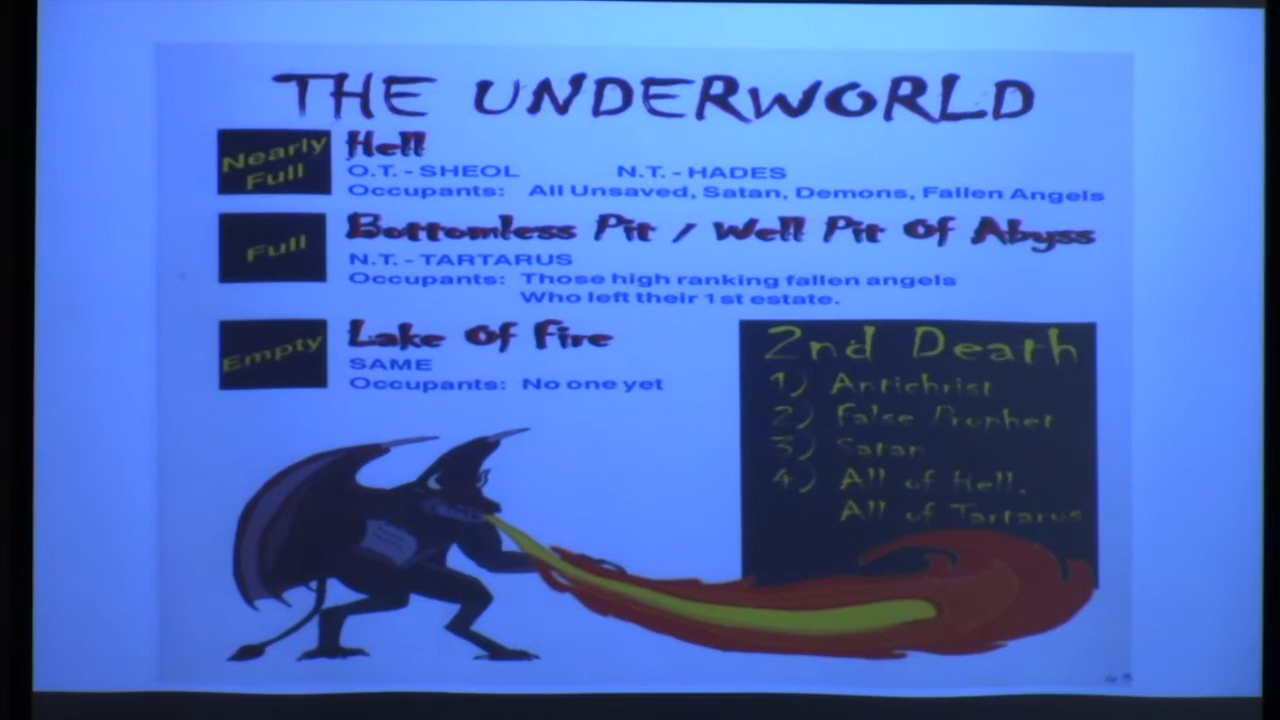 THE UNDERWORLD
Nearly
Full
Hell
O.T. - SHEOL N.T. - HADES
Occupants: All Unsaved, Satan, Demons, Fallen Angels
Full
Bottomless Pit / Well Pit Of Abyss
N.T. - TARTARUS
Occupants: Those high ranking fallen angels
Who left their 1st estate.
Empty
Lake Of Fire
SAME
Occupants: No one yet
2nd Death
1) Antichrist
2) False Prophet
3) Satan
4) All of Hell.
All of Tartarus